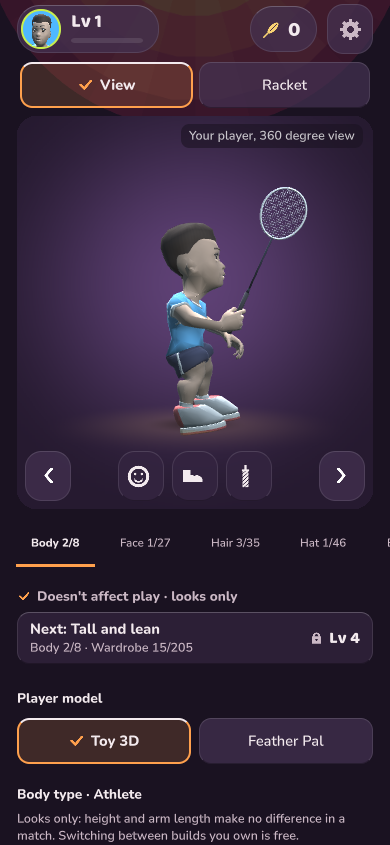 Lv 1
0
View
Racket
Your player, 360 degree view
Body 2/8
Face 1/27
Hair 3/35
Hat 1/46
Doesn't affect play · looks only
Next: Tall and lean
Body 2/8 · Wardrobe 15/205
Lv 4
Player model
Toy 3D
Feather Pal
Body type · Athlete
Looks only: height and arm length make no difference in a
match. Switching between builds you own is free.